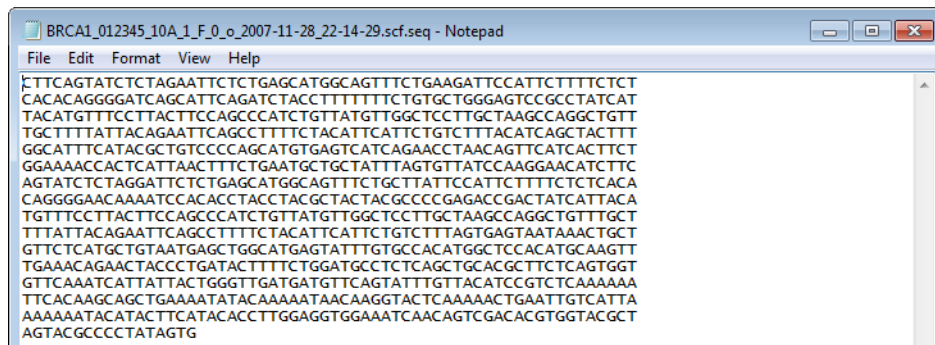 BRCA1_012345_10A_1_F_0_o_2007-11-28_22-14-29.scf.seq - Notepad
File Edit Format View Help
CTTCAGTATCTCTAGAATTCTCTGAGCATGGCAGTTTCTGAAGATTCCATTCTTTTCTCT
CACACAGGGGATCAGCATTCAGATCTACCTTTTTTTCTGTGCTGGGAGTCCGCCTATCAT
TACATGTTTCCTTACTTCCAGCCCATCTGTTATGTTGGCTCCTTGCTAAGCCAGGCTGTT
TGCTTTTATTACAGAATTCAGCCTTTTCTACATTCATTCTGTCTTTACATCAGCTACTTT
GGCATTTCATACGCTGTCCCCAGCATGTGAGTCATCAGAACCTAACAGTTCATCACTTCT
GGAAAACCACTCATTAACTTTCTGAATGCTGCTATTTAGTGTTATCCAAGGAACATCTTC
AGTATCTCTAGGATTCTCTGAGCATGGCAGTTTCTGCTTATTCCATTCTTTTCTCTCACA
CAGGGGAACAAAATCCACACCTACCTACGCTACTACGCCCCGAGACCGACTATCATTACA
TGTTTCCTTACTTCCAGCCCATCTGTTATGTTGGCTCCTTGCTAAGCCAGGCTGTTTGCT
TTTATTACAGAATTCAGCCTTTTCTACATTCATTCTGTCTTTAGTGAGTAATAAACTGCT
GTTCTCATGCTGTAATGAGCTGGCATGAGTATTTGTGCCACATGGCTCCACATGCAAGTT
TGAAACAGAACTACCCTGATACTTTTCTGGATGCCTCTCAGCTGCACGCTTCTCAGTGGT
GTTCAAATCATTATTACTGGGTTGATGATGTTCAGTATTTGTTACATCCGTCTCAAAAAA
TTCACAAGCAGCTGAAAATATACAAAAATAACAAGGTACTCAAAAACTGAATTGTCATTA
AAAAAATACATACTTCATACACCTTGGAGGTGGAAATCAACAGTCGACACGTGGTACGCT
AGTACGCCCCTATAGTG